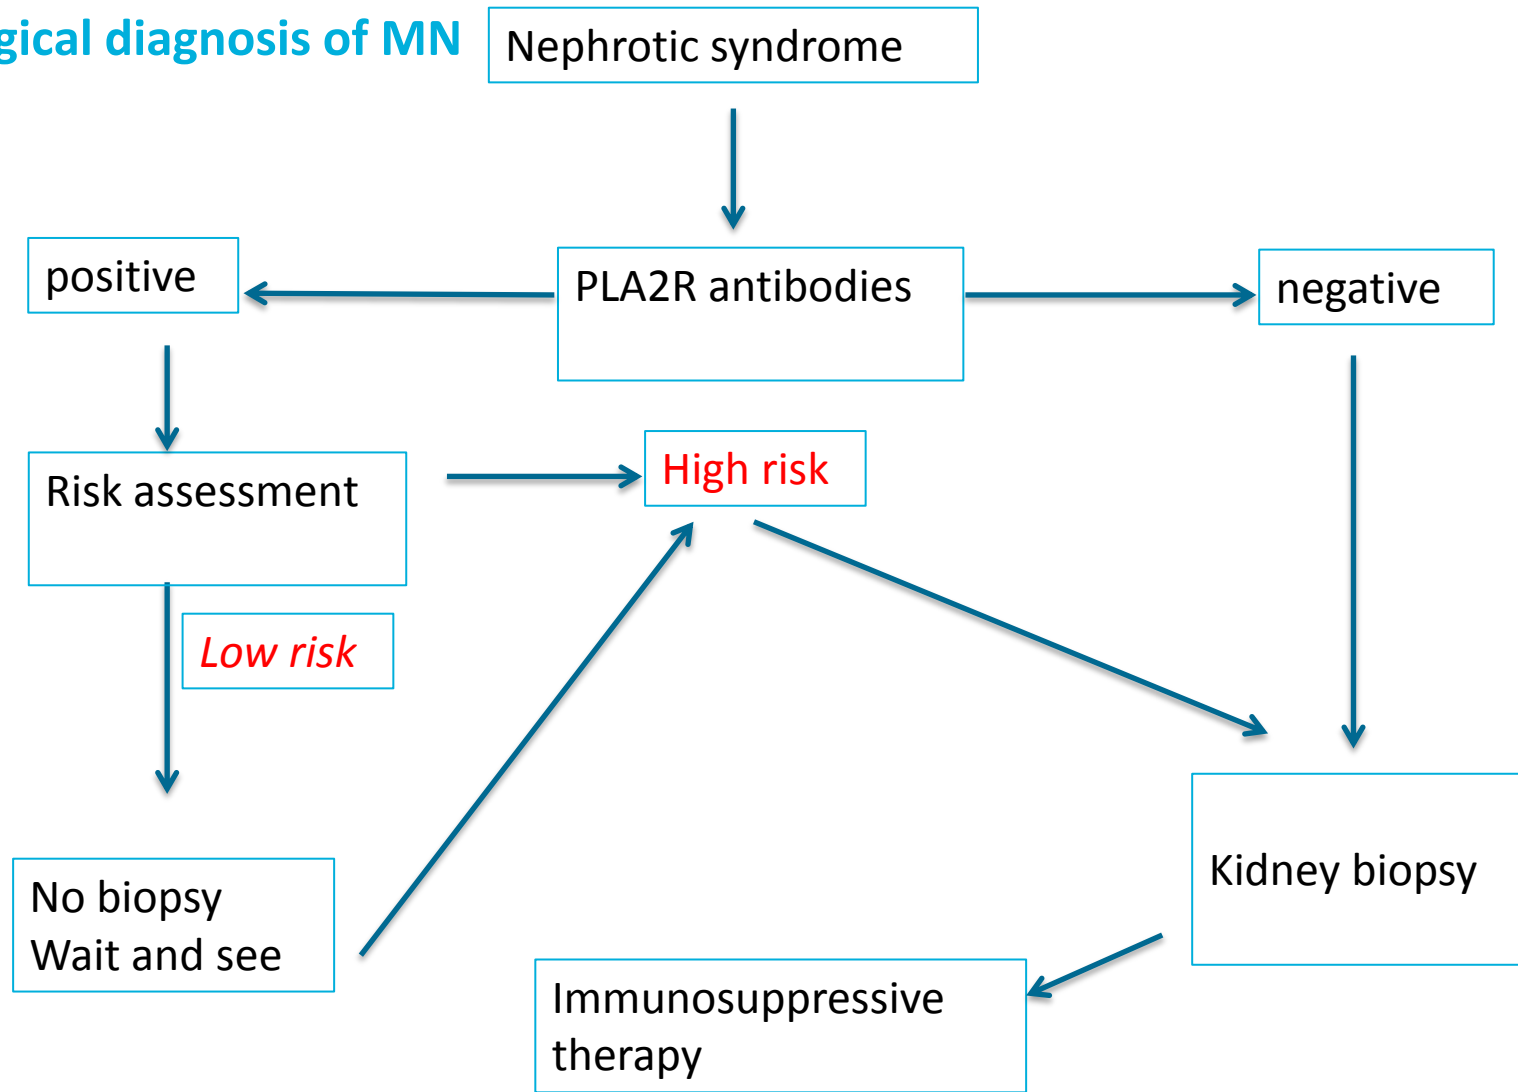 gical diagnosis of MN
Nephrotic syndrome
positive
PLA2R antibodies
negative
Risk assessment
High risk
Low risk
No biopsy
Wait and see
Kidney biopsy
Immunosuppressive
therapy